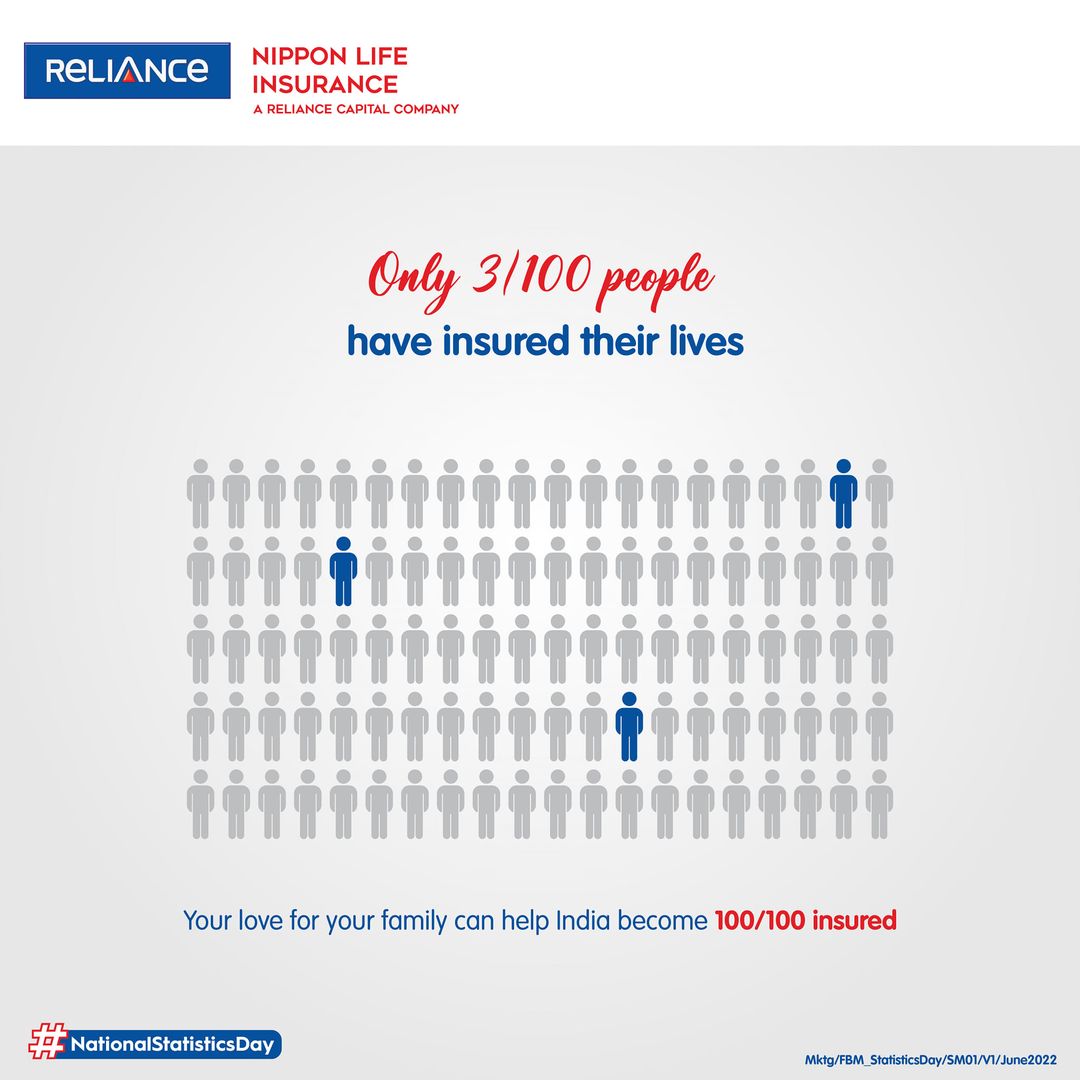 RELIANCE
NIPPON LIFE
INSURANCE
A RELIANCE CAPITAL COMPANY
Only 3/100 people
have insured their lives
Your love for your family can help India become 100/100 insured
#NationalStatisticsDay
Mktg/FBM_StatisticsDay/SM01/V1/June2022